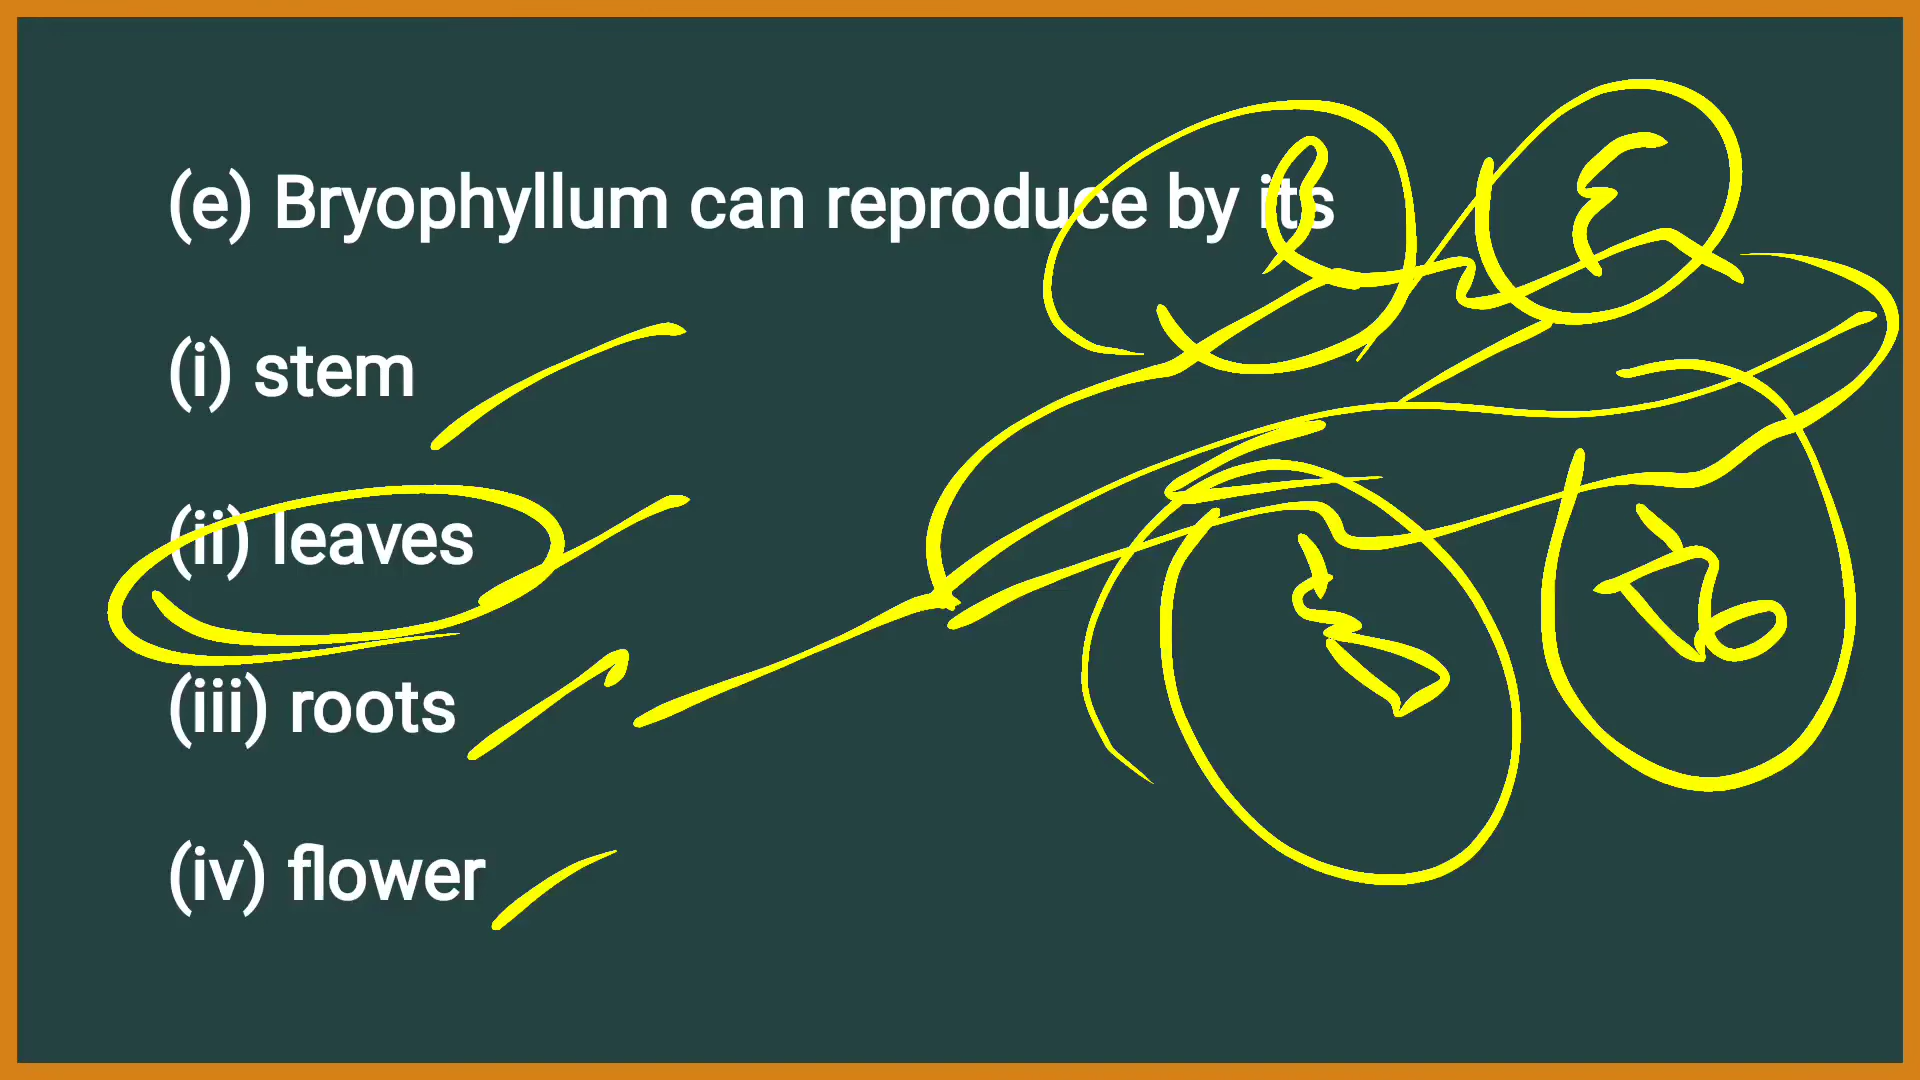 (e) Bryophyllum can reproduce by its
(i) stem
(ii) leaves
(iii) roots
(iv) flower